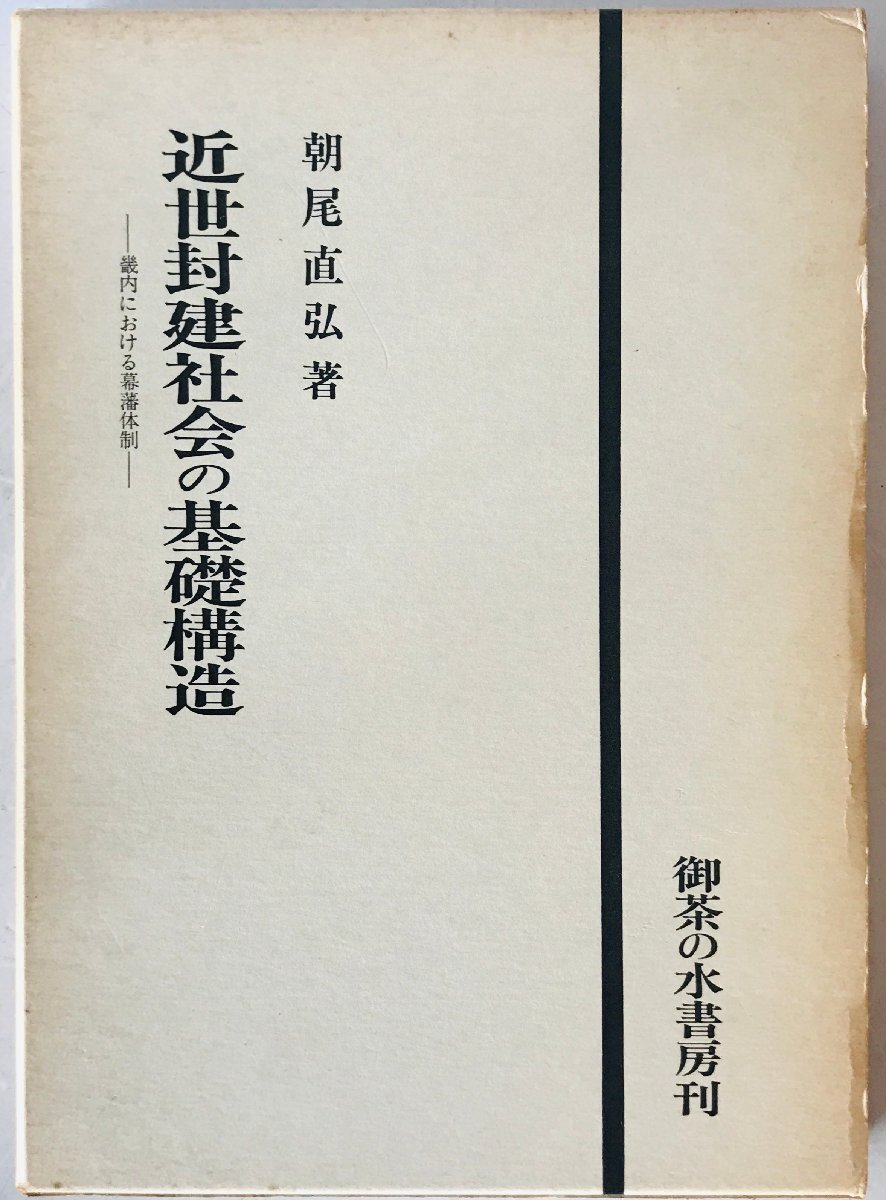 御茶の水書房刊
朝尾直弘著
近世封建社会の基礎構造
――畿内における幕藩体制――